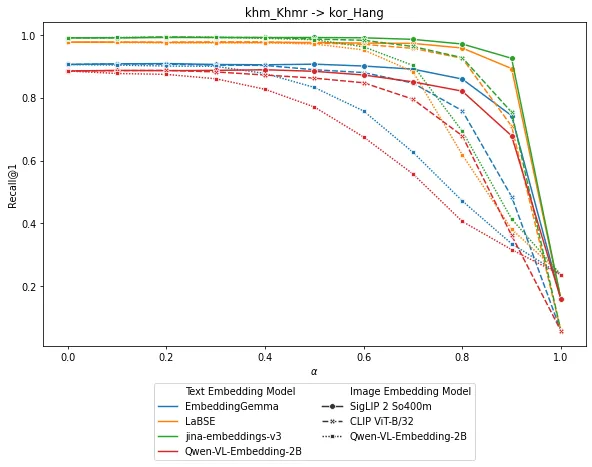 khm_Khmr -> kor_Hang
Recall@1
1.0
0.8
0.6
0.4
0.2
0.0 0.2 0.4 0.6 0.8 1.0
α
Text Embedding Model Image Embedding Model
EmbeddingGemma SigLIP 2 So400m
LaBSE CLIP ViT-B/32
jina-embeddings-v3 Qwen-VL-Embedding-2B
Qwen-VL-Embedding-2B